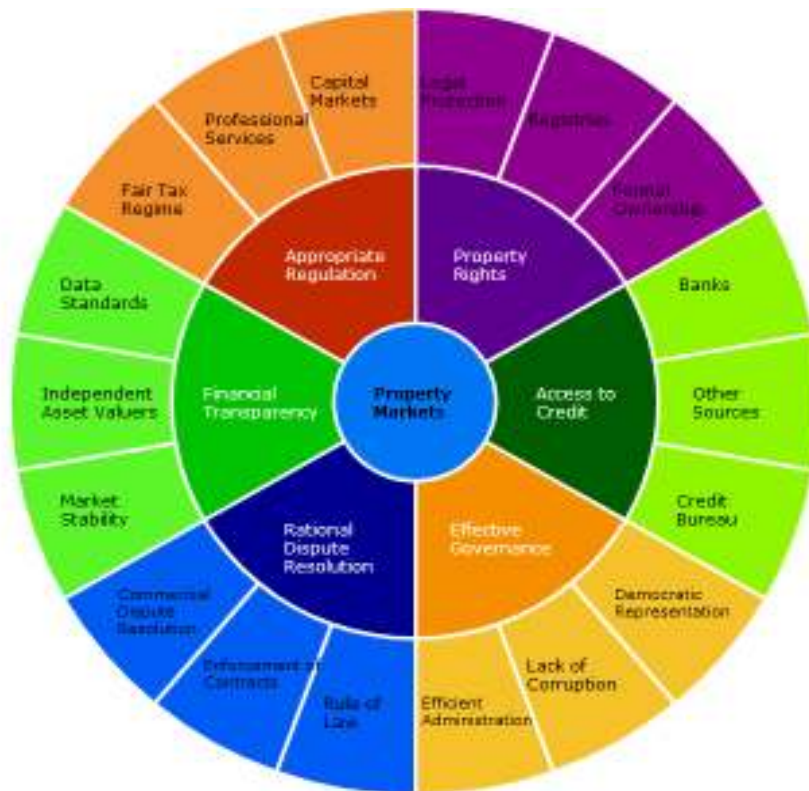 Capital
Markets
Legal
Protection
Professional
Services
Registries
Fair Tax
Regime
Formal
Ownership
Appropriate
Regulation
Property
Rights
Data
Standards
Banks
Independent
Asset Valuers
Financial
Transparency
Property
Markets
Access to
Credit
Other
Sources
Market
Stability
Credit
Bureau
Rational
Dispute
Resolution
Effective
Governance
Commercial
Dispute
Resolution
Democratic
Representation
Enforcement of
Contracts
Lack of
Corruption
Rule of
Law
Efficient
Administration